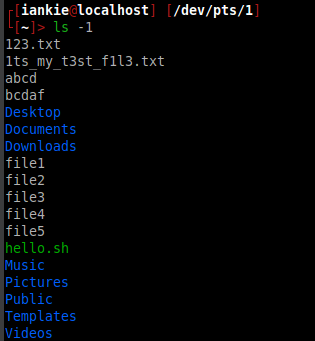 ┌[iankie@localhost] [/dev/pts/1]
└[~]> ls -1
123.txt
1ts_my_t3st_f1l3.txt
abcd
bcdaf
Desktop
Documents
Downloads
file1
file2
file3
file4
file5
hello.sh
Music
Pictures
Public
Templates
Videos